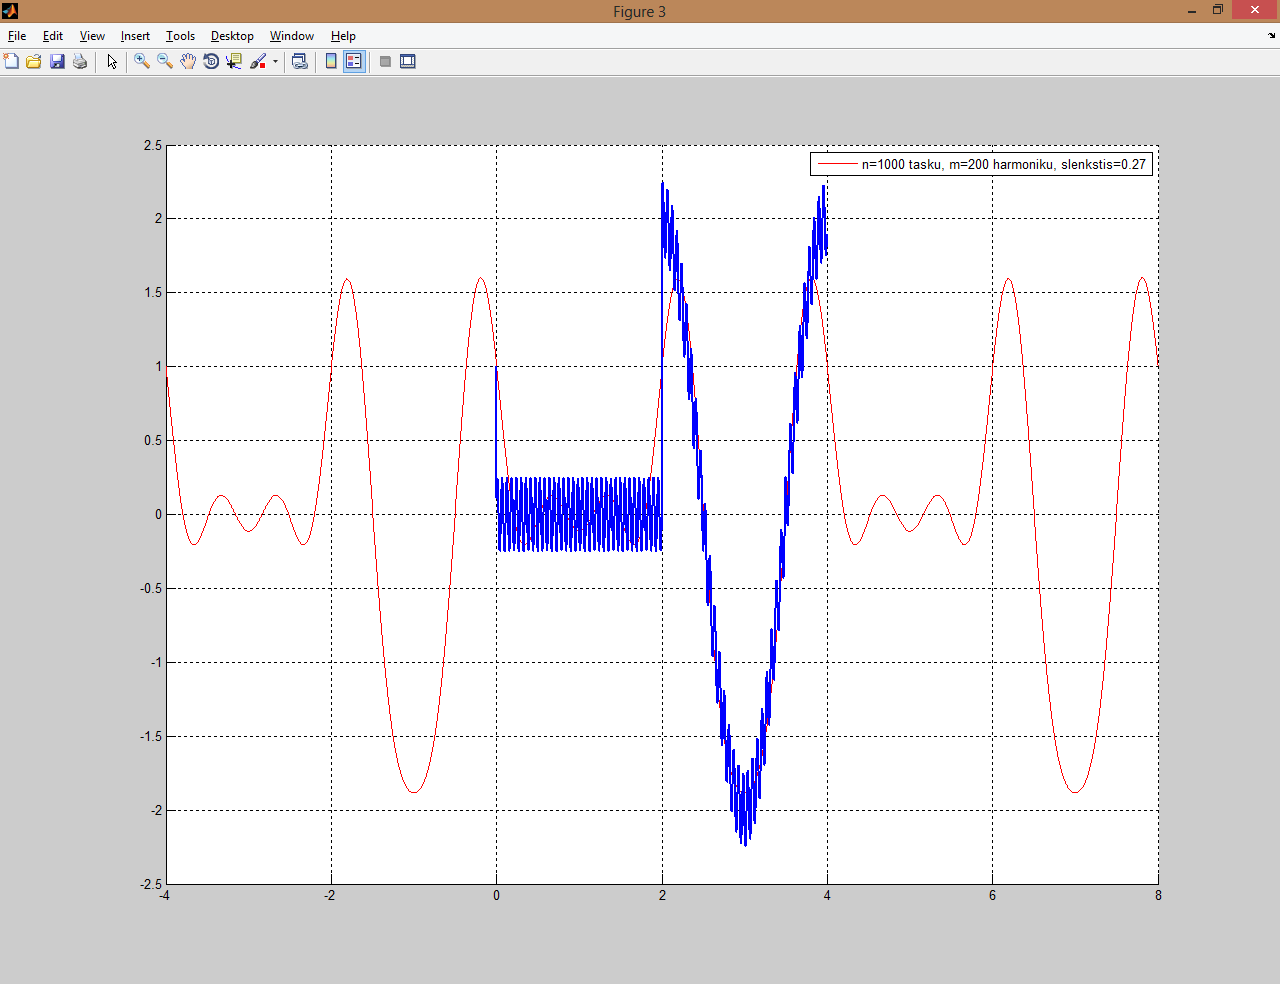 Figure 3
File Edit View Insert Tools Desktop Window Help
n=1000 tasku, m=200 harmoniku, slenkstis=0.27
2.5
2
1.5
1
0.5
0
-0.5
-1
-1.5
-2
-2.5
-4 -2 0 2 4 6 8